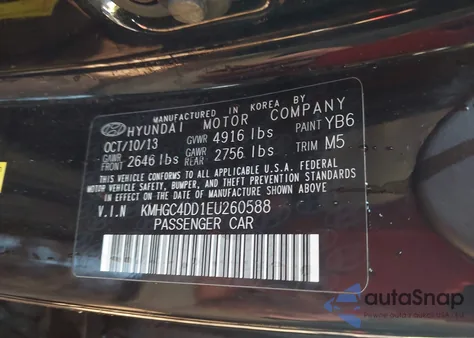 MANUFACTURED IN KOREA BY
HYUNDAI MOTOR COMPANY
OCT/10/13 GVWR 4916 lbs PAINT YB6
GAWR FRONT 2646 lbs GAWR REAR 2756 lbs TRIM M5
THIS VEHICLE CONFORMS TO ALL APPLICABLE U.S.A. FEDERAL
MOTOR VEHICLE SAFETY, BUMPER, AND THEFT PREVENTION STANDARDS
IN EFFECT ON THE DATE OF MANUFACTURE SHOWN ABOVE.
V.I.N KMHGC4DD1EU260588
PASSENGER CAR
autoSnap